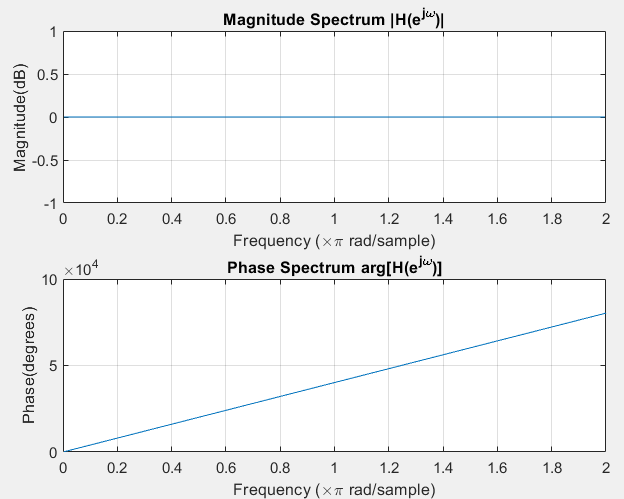 Magnitude Spectrum |H(e^jω)|
1
0.5
0
-0.5
-1
Magnitude(dB)
0 0.2 0.4 0.6 0.8 1 1.2 1.4 1.6 1.8 2
Frequency (×π rad/sample)
×10^4
Phase Spectrum arg[H(e^jω)]
10
5
0
Phase(degrees)
0 0.2 0.4 0.6 0.8 1 1.2 1.4 1.6 1.8 2
Frequency (×π rad/sample)